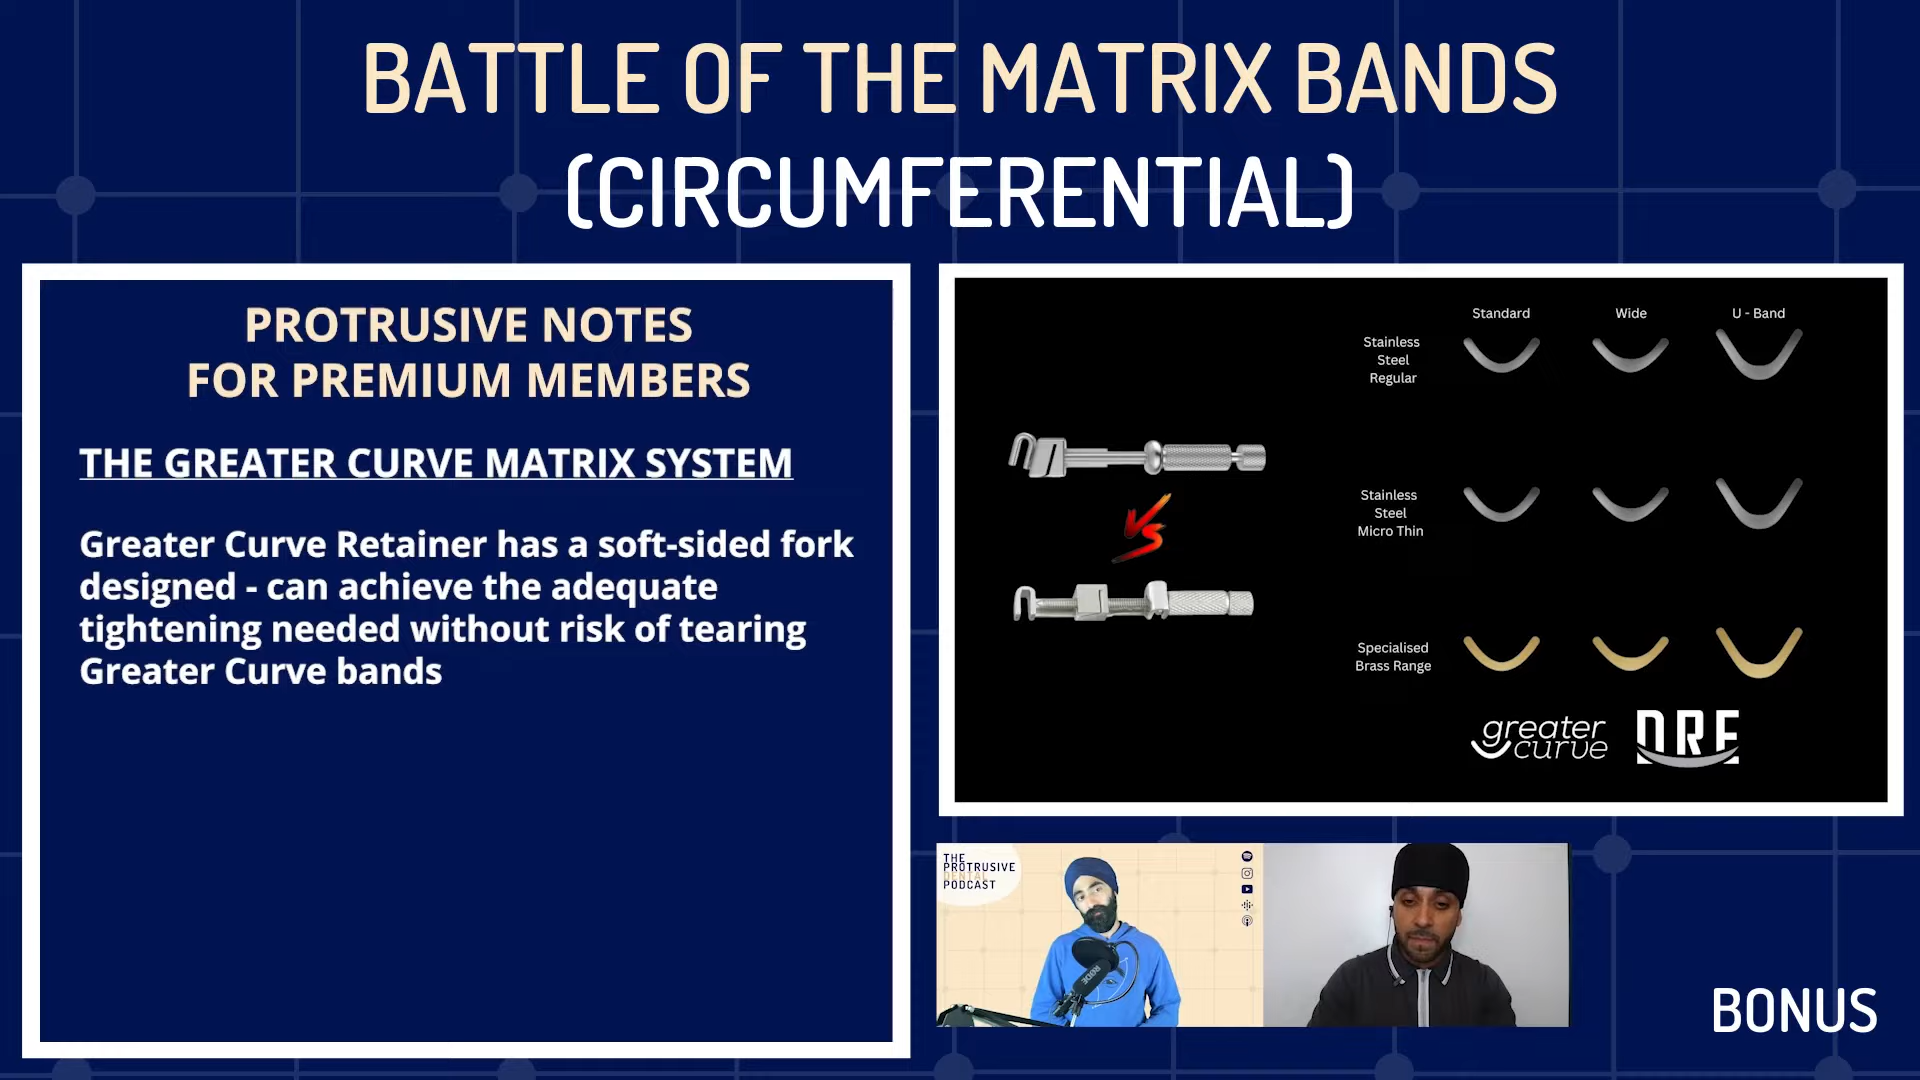 BATTLE OF THE MATRIX BANDS
(CIRCUMFERENTIAL)
PROTRUSIVE NOTES
FOR PREMIUM MEMBERS
THE GREATER CURVE MATRIX SYSTEM
Greater Curve Retainer has a soft-sided fork
designed - can achieve the adequate
tightening needed without risk of tearing
Greater Curve bands
Standard
Wide
U - Band
Stainless
Steel
Regular
VS
Stainless
Steel
Micro Thin
Specialised
Brass Range
greater
curve
DRE
THE
PROTRUSIVE
DENTAL
PODCAST
RODE
BONUS